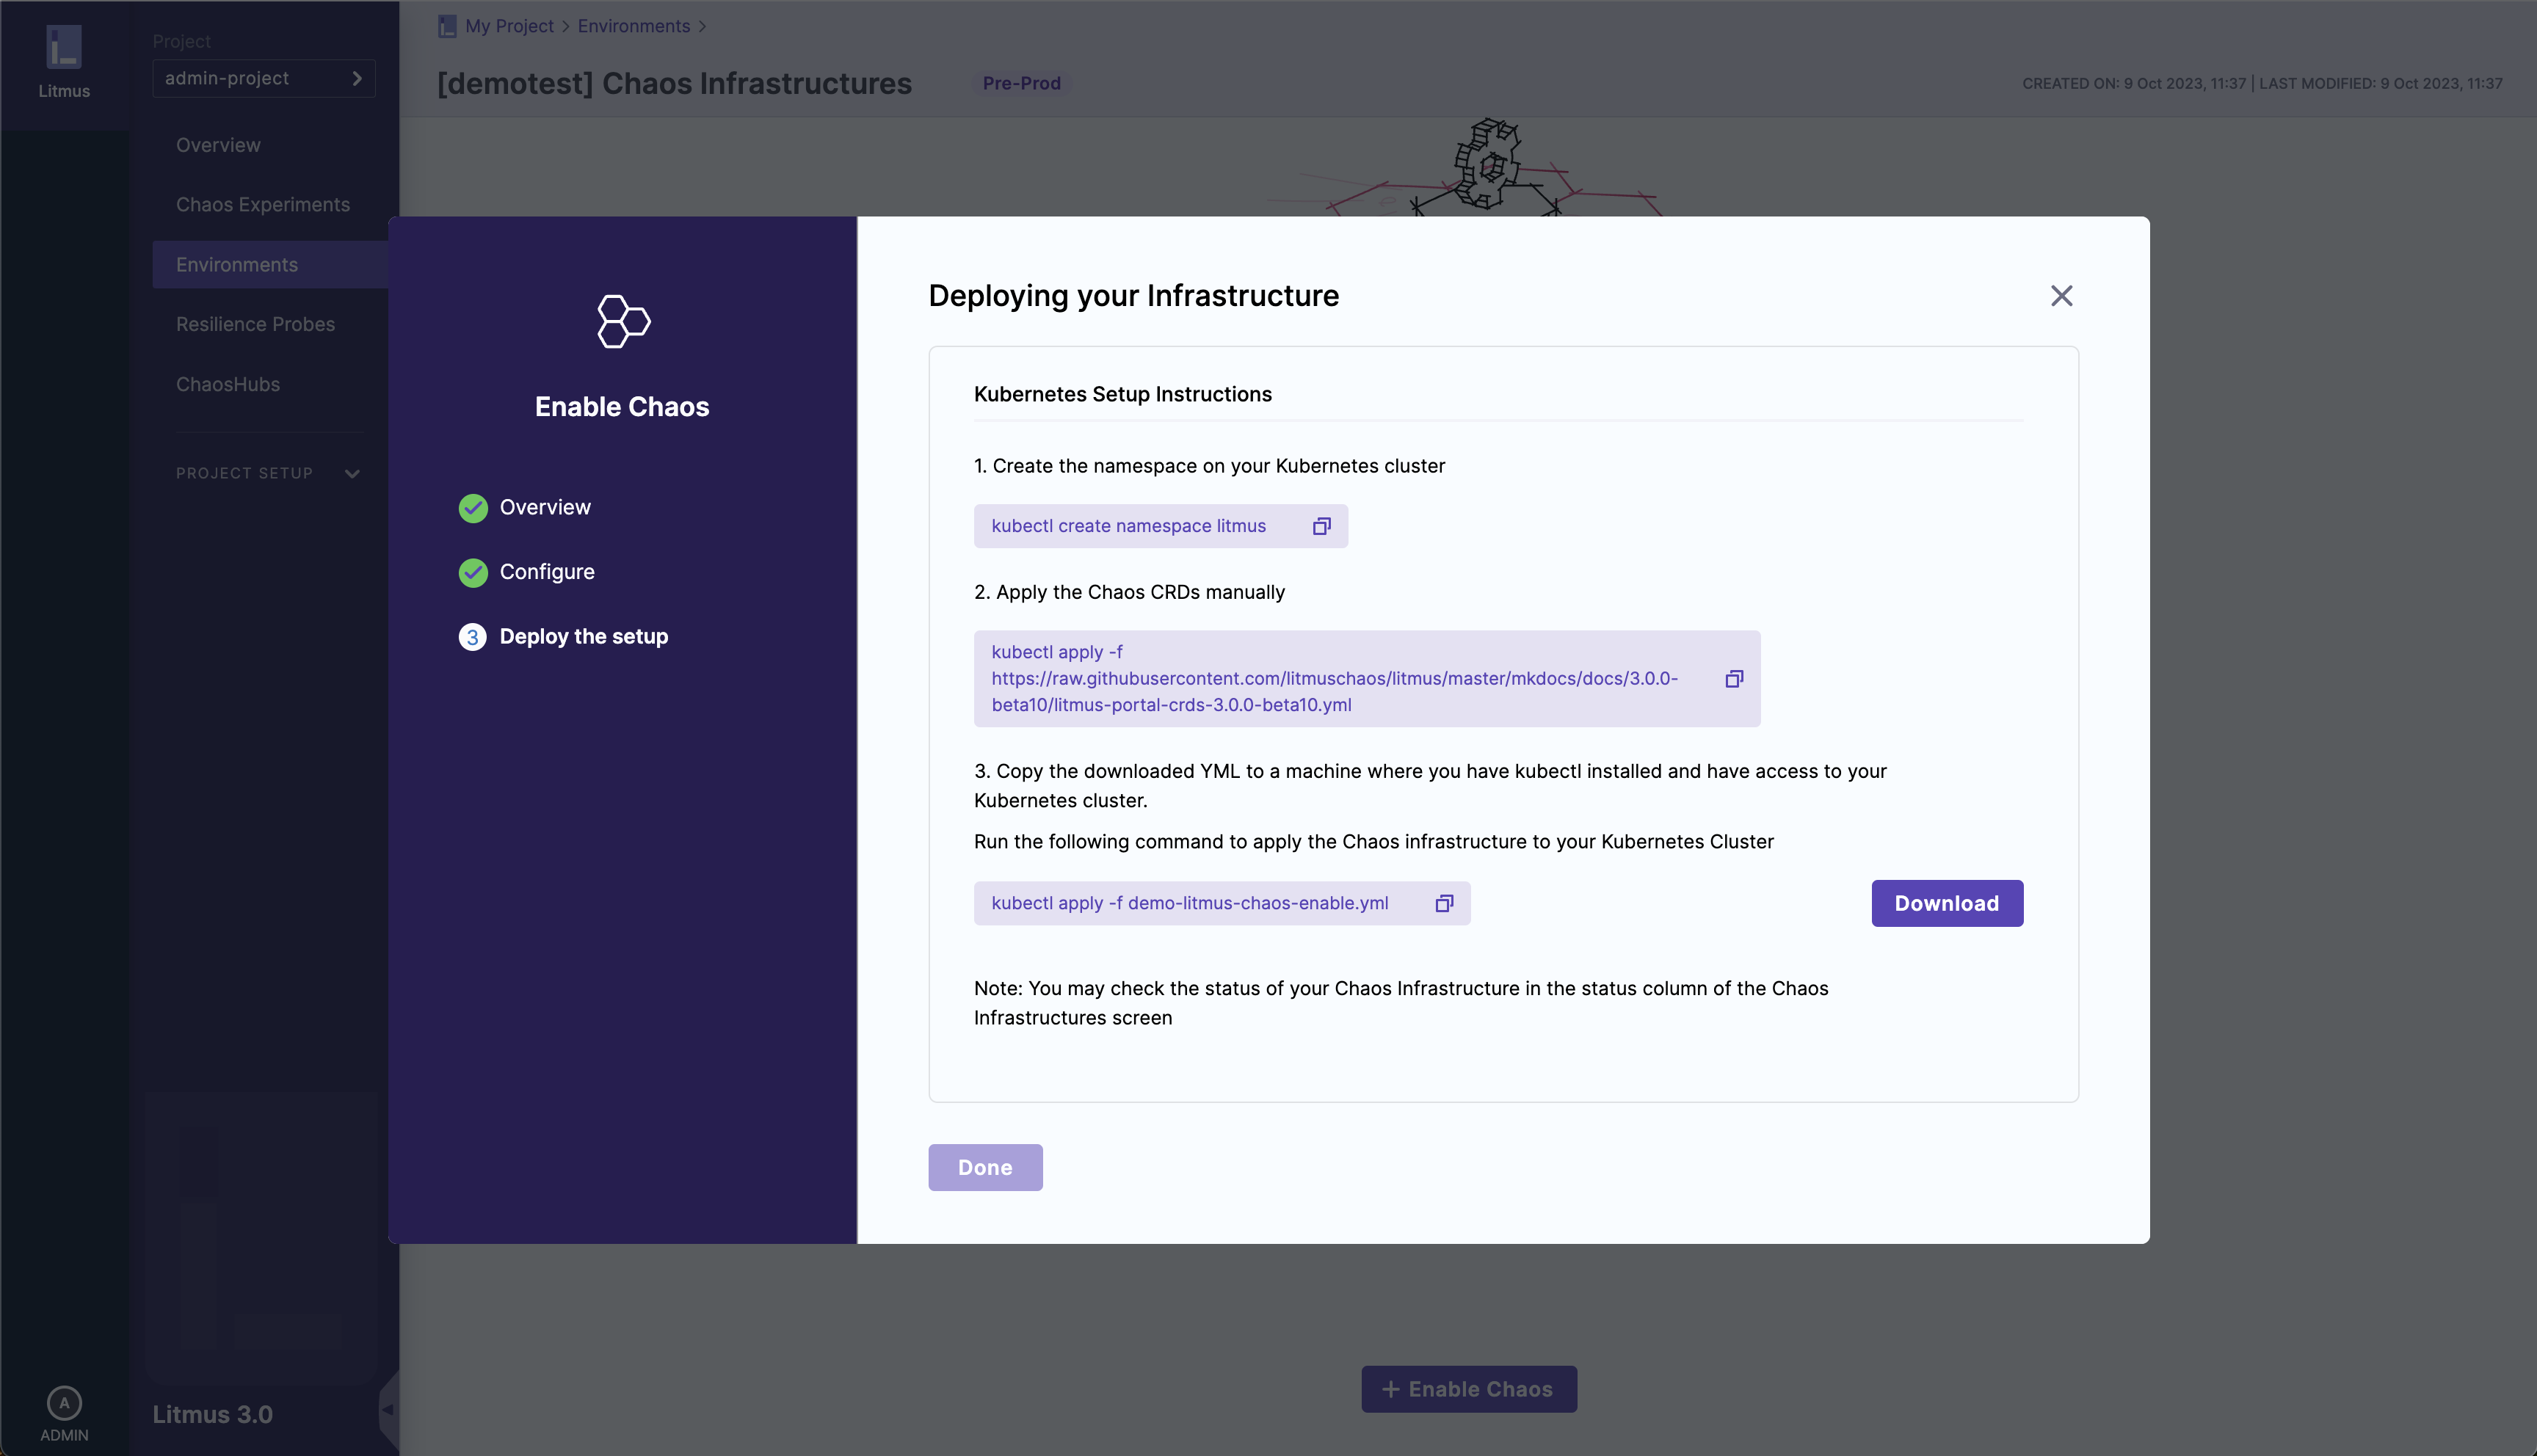 Litmus
Project
admin-project
Overview
Chaos Experiments
Environments
Resilience Probes
ChaosHubs
PROJECT SETUP
Litmus 3.0
A
ADMIN
My Project > Environments >
[demotest] Chaos Infrastructures
Pre-Prod
CREATED ON: 9 Oct 2023, 11:37 | LAST MODIFIED: 9 Oct 2023, 11:37
Enable Chaos
Overview
Configure
3 Deploy the setup
Deploying your Infrastructure
Kubernetes Setup Instructions
1. Create the namespace on your Kubernetes cluster
kubectl create namespace litmus
2. Apply the Chaos CRDs manually
kubectl apply -f
https://raw.githubusercontent.com/litmuschaos/litmus/master/mkdocs/docs/3.0.0-
beta10/litmus-portal-crds-3.0.0-beta10.yml
3. Copy the downloaded YML to a machine where you have kubectl installed and have access to your
Kubernetes cluster.
Run the following command to apply the Chaos infrastructure to your Kubernetes Cluster
kubectl apply -f demo-litmus-chaos-enable.yml
Download
Note: You may check the status of your Chaos Infrastructure in the status column of the Chaos
Infrastructures screen
Done
+ Enable Chaos